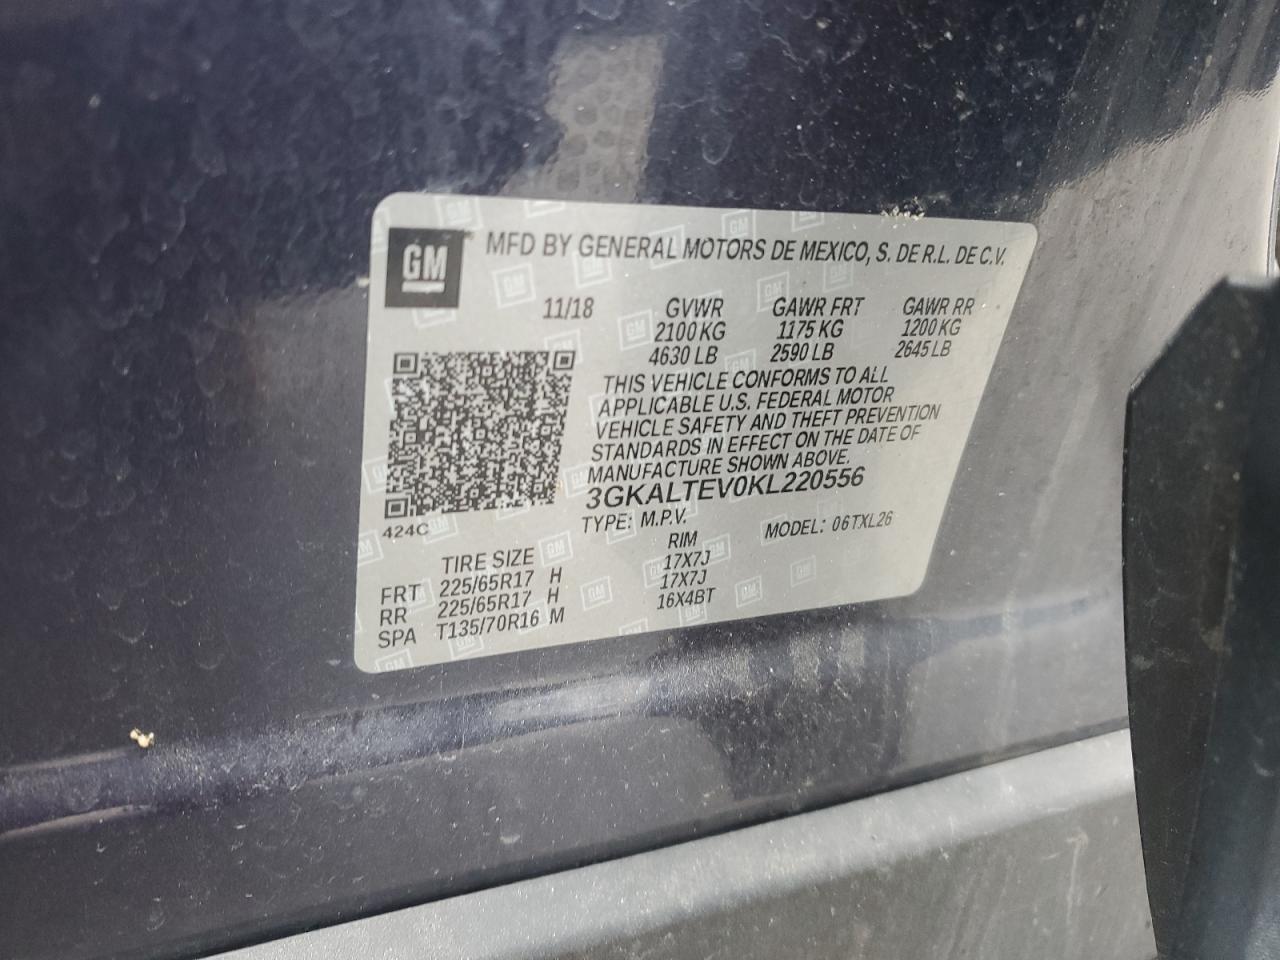 GM MFD BY GENERAL MOTORS DE MEXICO, S. DE R.L. DE C.V.
11/18 GVWR GAWR FRT GAWR RR
2100 KG 1175 KG 1200 KG
4630 LB 2590 LB 2645 LB
THIS VEHICLE CONFORMS TO ALL
APPLICABLE U.S. FEDERAL MOTOR
VEHICLE SAFETY AND THEFT PREVENTION
STANDARDS IN EFFECT ON THE DATE OF
MANUFACTURE SHOWN ABOVE.
3GKALTEV0KL220556
424C TYPE: M.P.V. MODEL: 06TXL26
TIRE SIZE RIM
FRT 225/65R17 H 17X7J
RR 225/65R17 H 17X7J
SPA T135/70R16 M 16X4BT